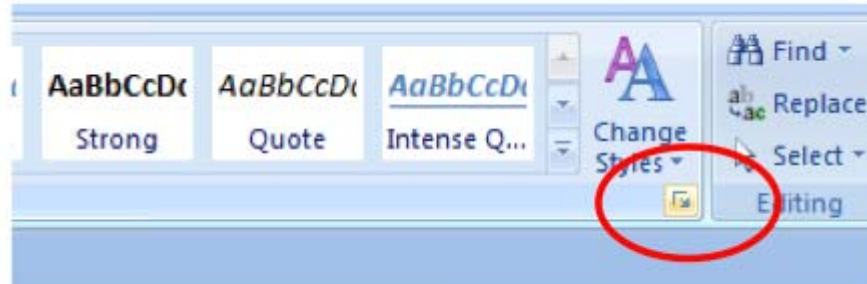 AaBbCcDc AaBbCcDc AaBbCcDc
Strong Quote Intense Q...
Change
Styles
Find
Replace
Select
Editing